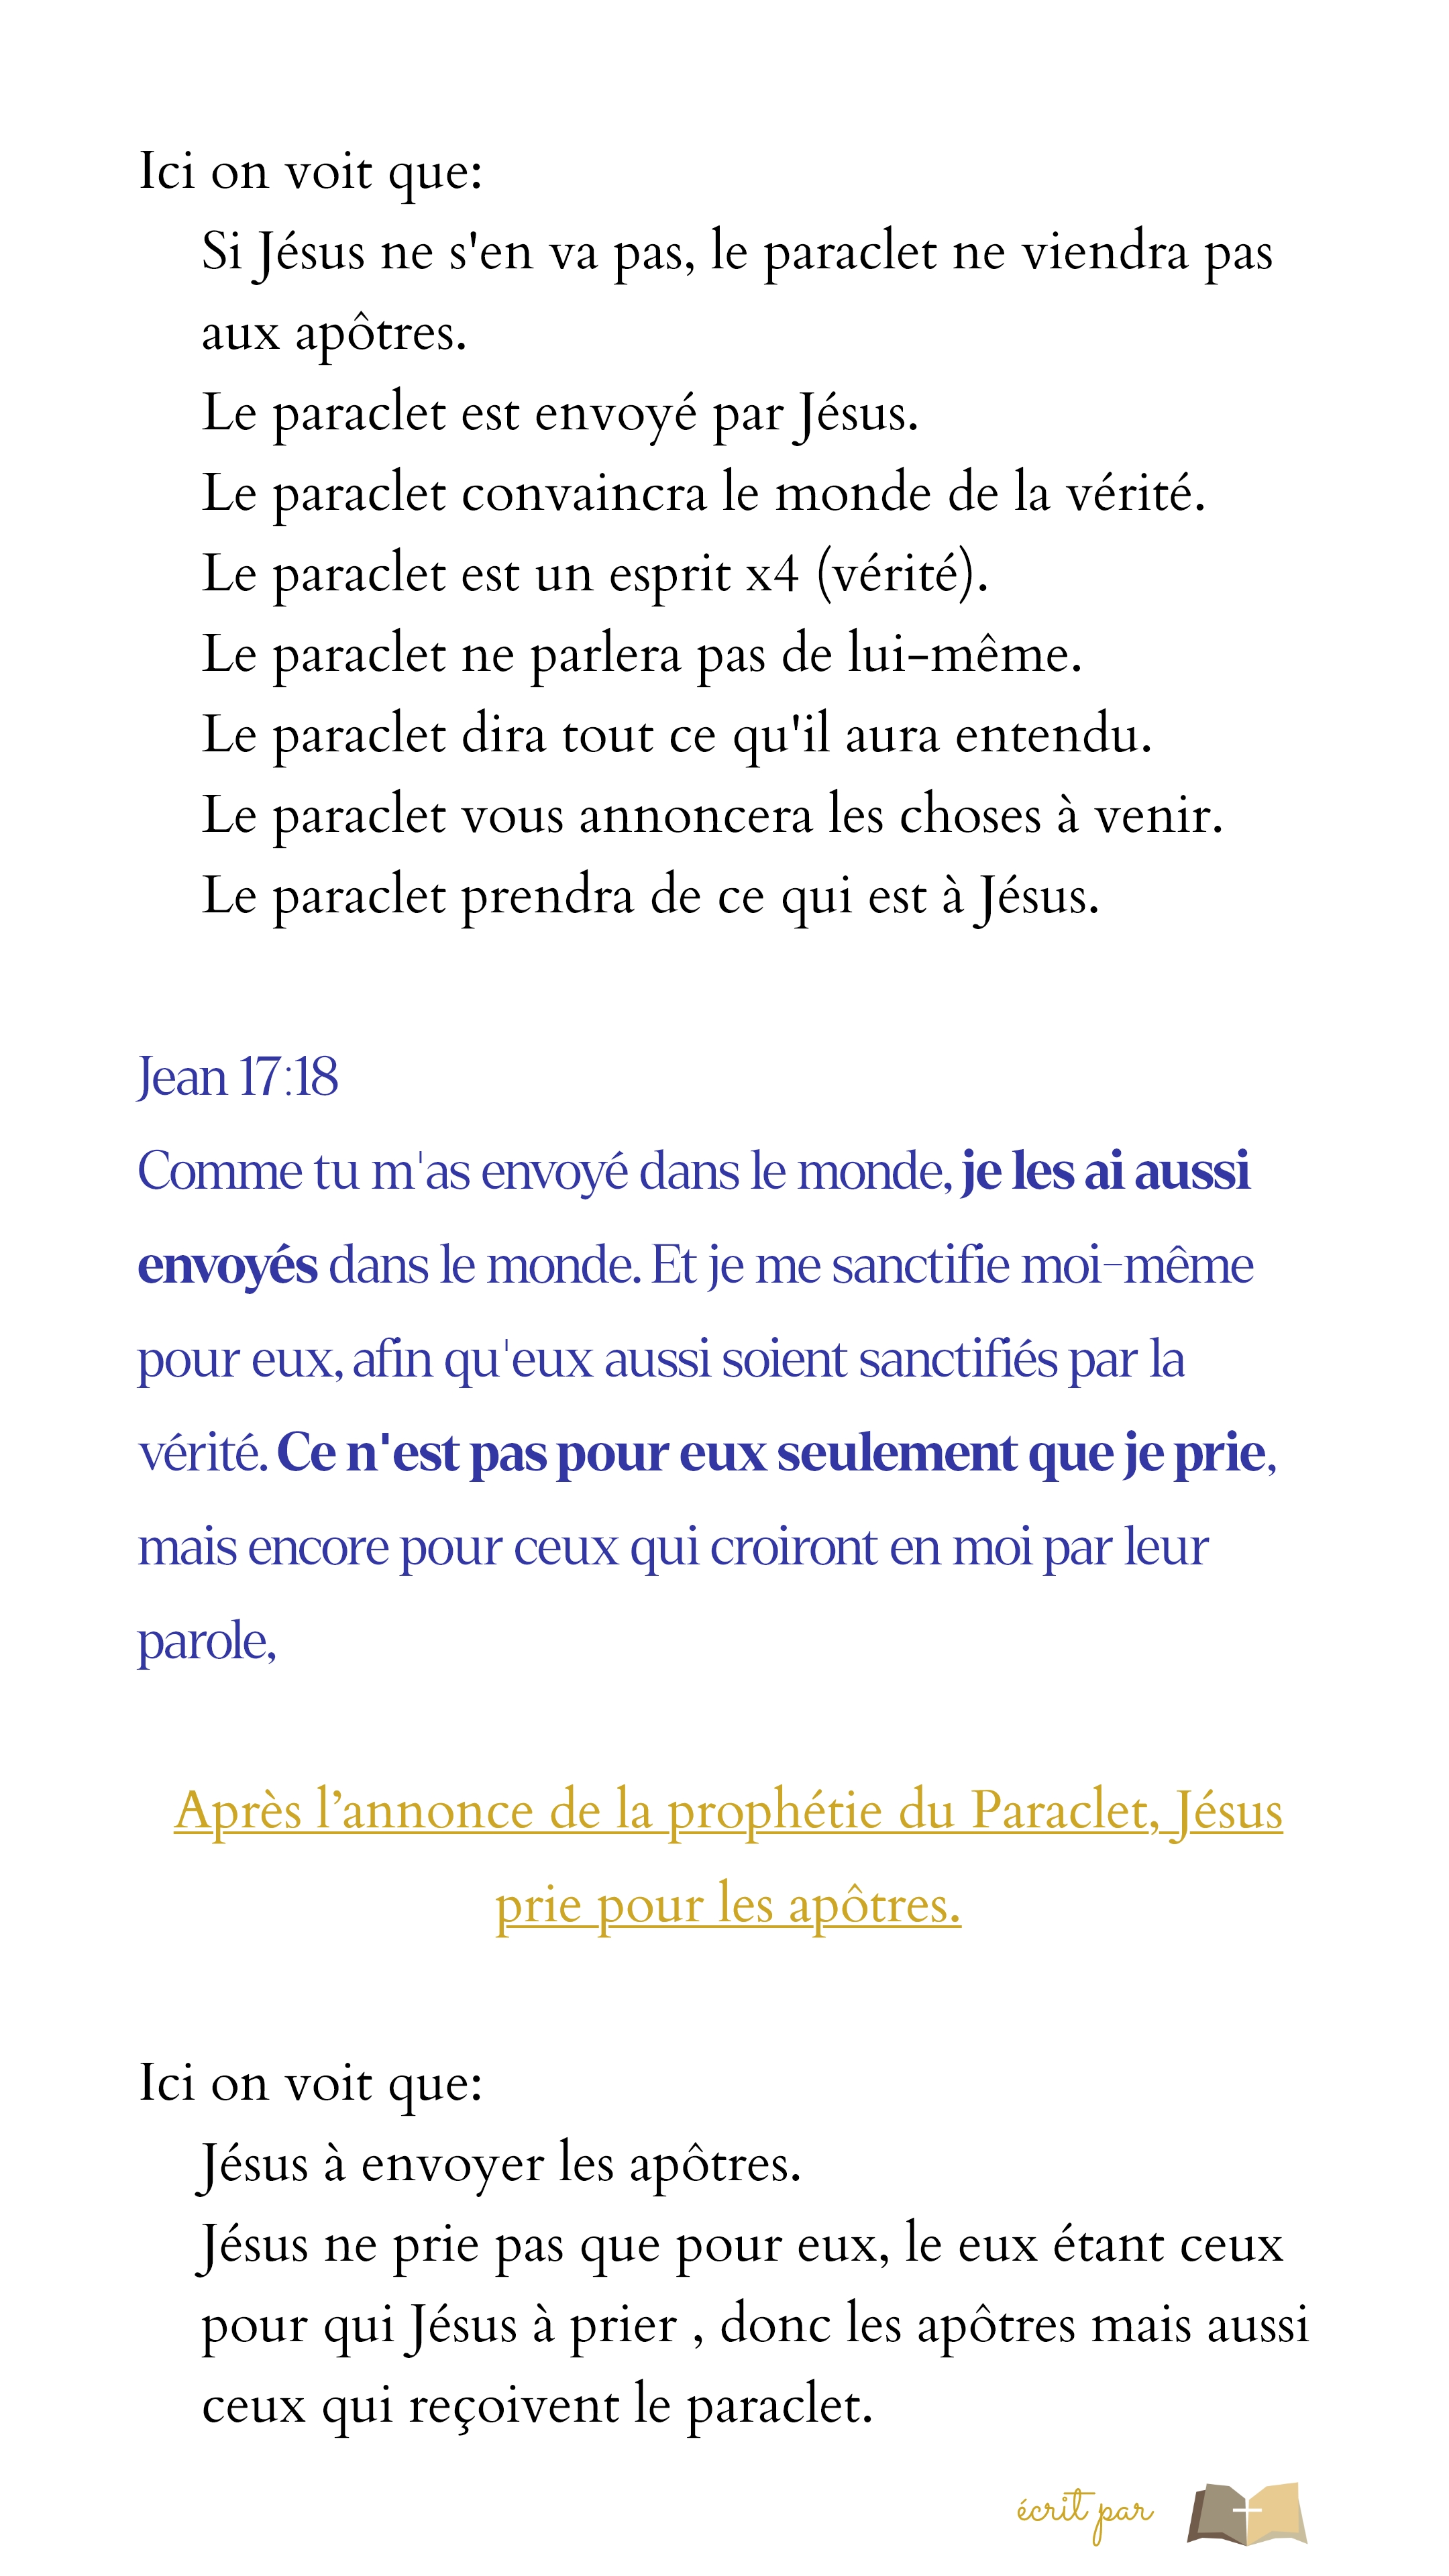 Ici on voit que:
Si Jésus ne s'en va pas, le paraclet ne viendra pas
aux apôtres.
Le paraclet est envoyé par Jésus.
Le paraclet convaincra le monde de la vérité.
Le paraclet est un esprit x4 (vérité).
Le paraclet ne parlera pas de lui-même.
Le paraclet dira tout ce qu'il aura entendu.
Le paraclet vous annoncera les choses à venir.
Le paraclet prendra de ce qui est à Jésus.
Jean 17:18
Comme tu m'as envoyé dans le monde, je les ai aussi
envoyés dans le monde. Et je me sanctifie moi-même
pour eux, afin qu'eux aussi soient sanctifiés par la
vérité. Ce n'est pas pour eux seulement que je prie,
mais encore pour ceux qui croiront en moi par leur
parole,
Après l’annonce de la prophétie du Paraclet, Jésus
prie pour les apôtres.
Ici on voit que:
Jésus à envoyer les apôtres.
Jésus ne prie pas que pour eux, le eux étant ceux
pour qui Jésus à prier , donc les apôtres mais aussi
ceux qui reçoivent le paraclet.
écrit par